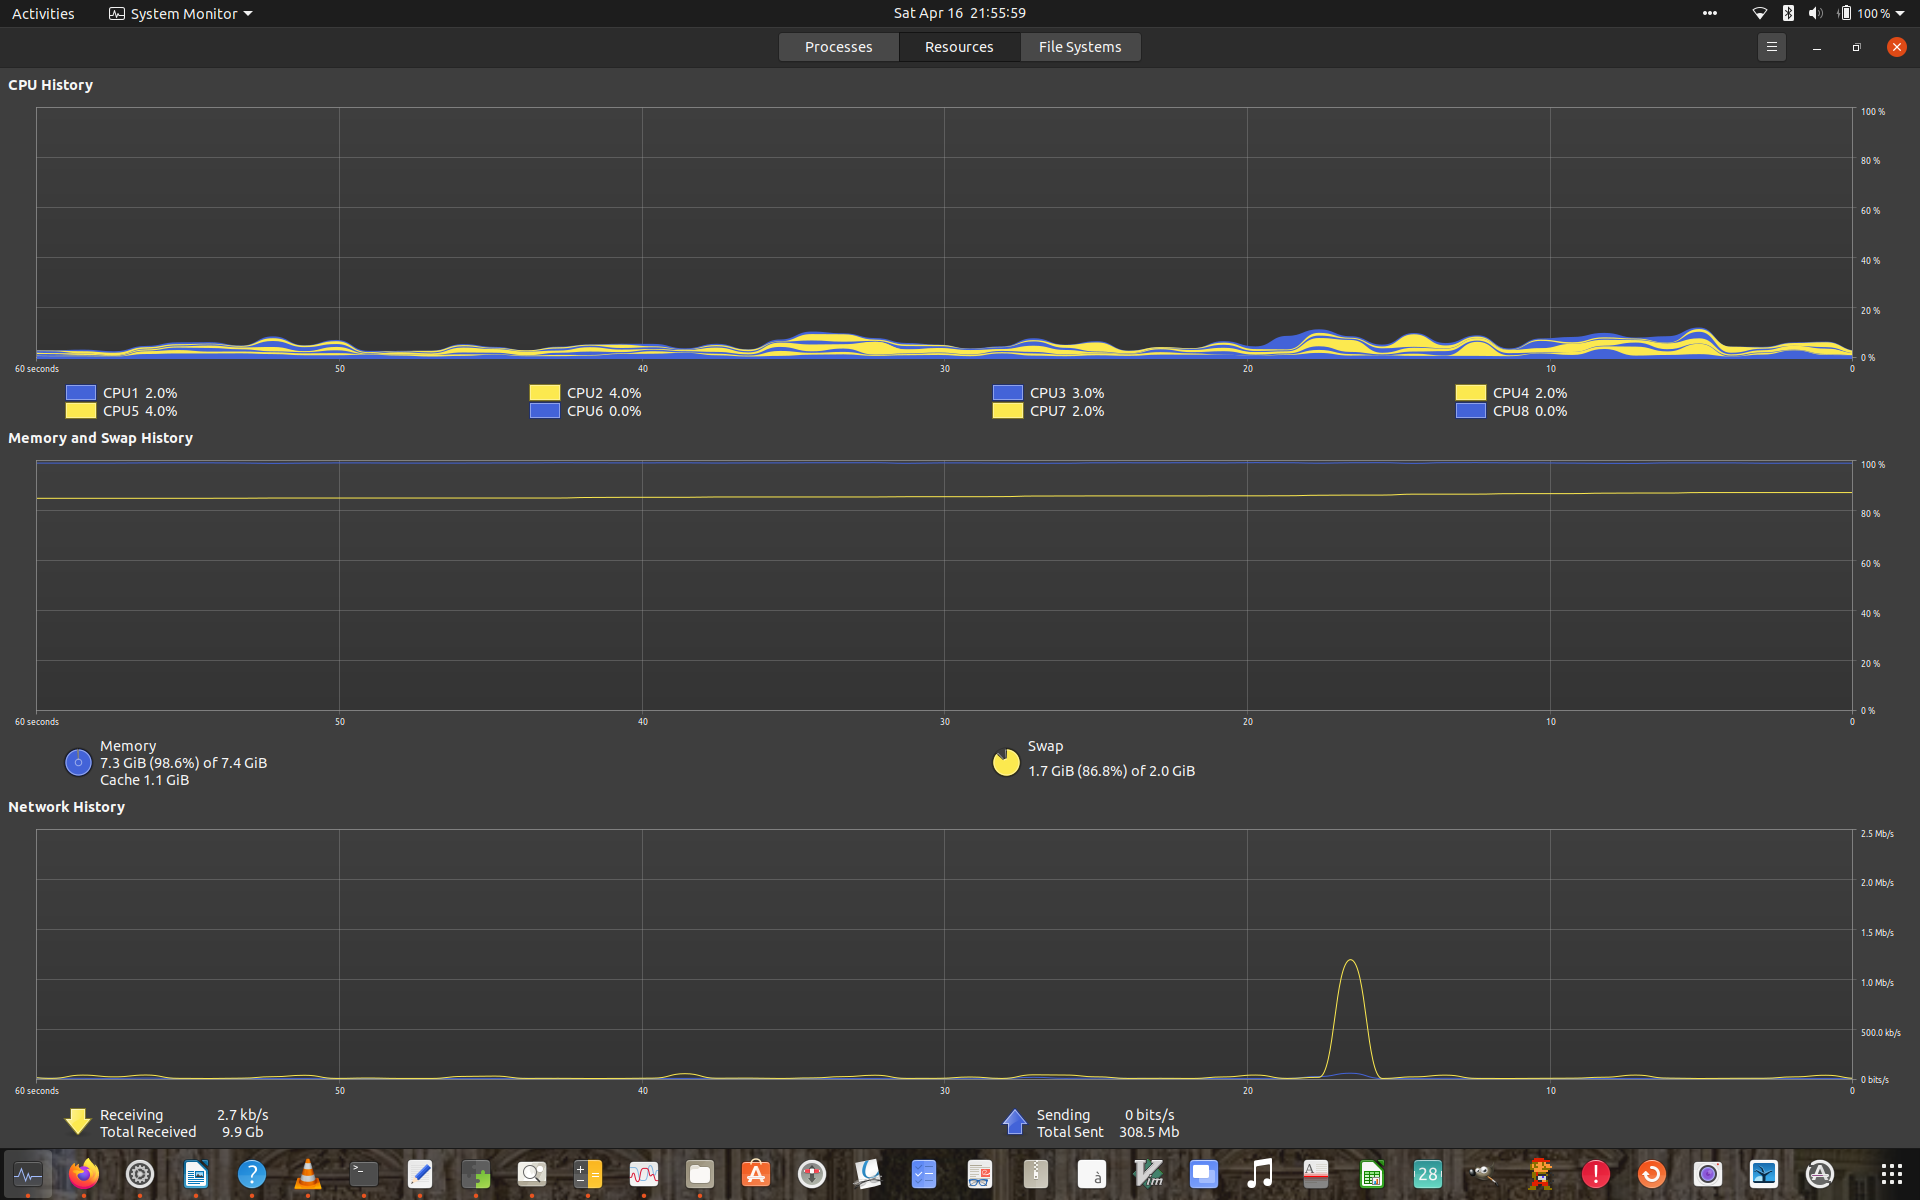 Activities System Monitor Sat Apr 16 21:55:59 100 %
Processes Resources File Systems
CPU History
100 %
80 %
60 %
40 %
20 %
0 %
60 seconds 50 40 30 20 10 0
CPU1 2.0% CPU2 4.0% CPU3 3.0% CPU4 2.0%
CPU5 4.0% CPU6 0.0% CPU7 2.0% CPU8 0.0%
Memory and Swap History
100 %
80 %
60 %
40 %
20 %
0 %
60 seconds 50 40 30 20 10 0
Memory
7.3 GiB (98.6%) of 7.4 GiB
Cache 1.1 GiB
Swap
1.7 GiB (86.8%) of 2.0 GiB
Network History
2.5 Mb/s
2.0 Mb/s
1.5 Mb/s
1.0 Mb/s
500.0 kb/s
0 bits/s
60 seconds 50 40 30 20 10 0
Receiving 2.7 kb/s
Total Received 9.9 Gb
Sending 0 bits/s
Total Sent 308.5 Mb
? >_ A à Vim A 28 !